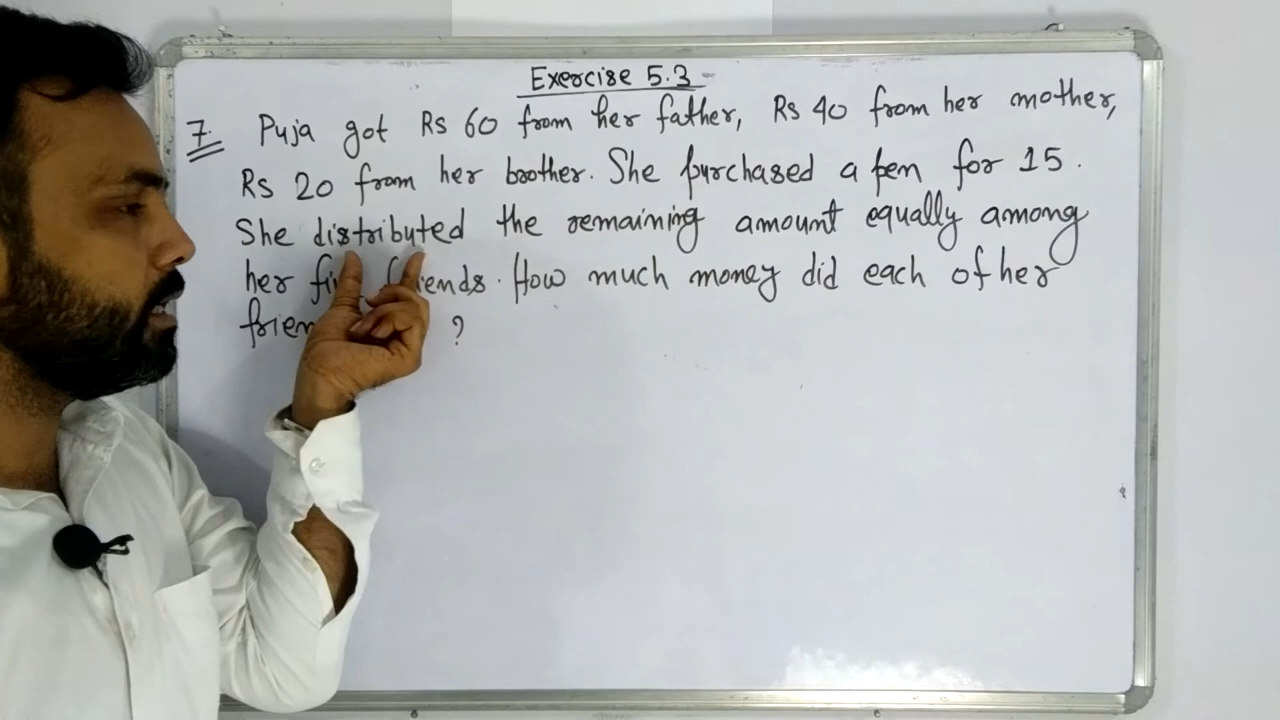 Exercise 5.3
7. Puja got Rs 60 from her father, Rs 40 from her mother,
Rs 20 from her brother. She purchased a pen for 15.
She distributed the remaining amount equally among
her friends. How much money did each of her
?